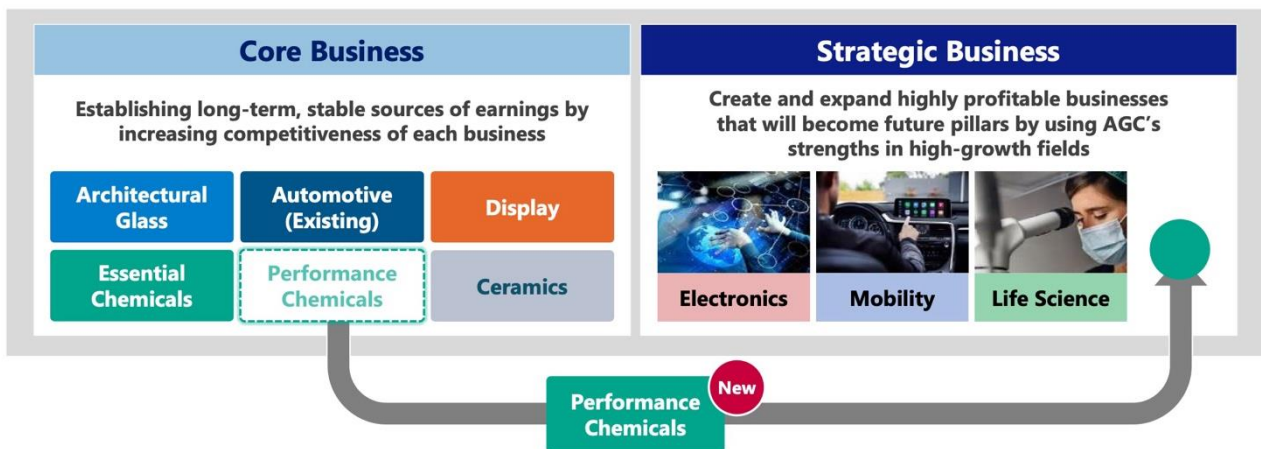 Core Business
Establishing long-term, stable sources of earnings by
increasing competitiveness of each business
Architectural
Glass
Automotive
(Existing)
Display
Essential
Chemicals
Performance
Chemicals
Ceramics
Strategic Business
Create and expand highly profitable businesses
that will become future pillars by using AGC’s
strengths in high-growth fields
Electronics
Mobility
Life Science
Performance
Chemicals
New